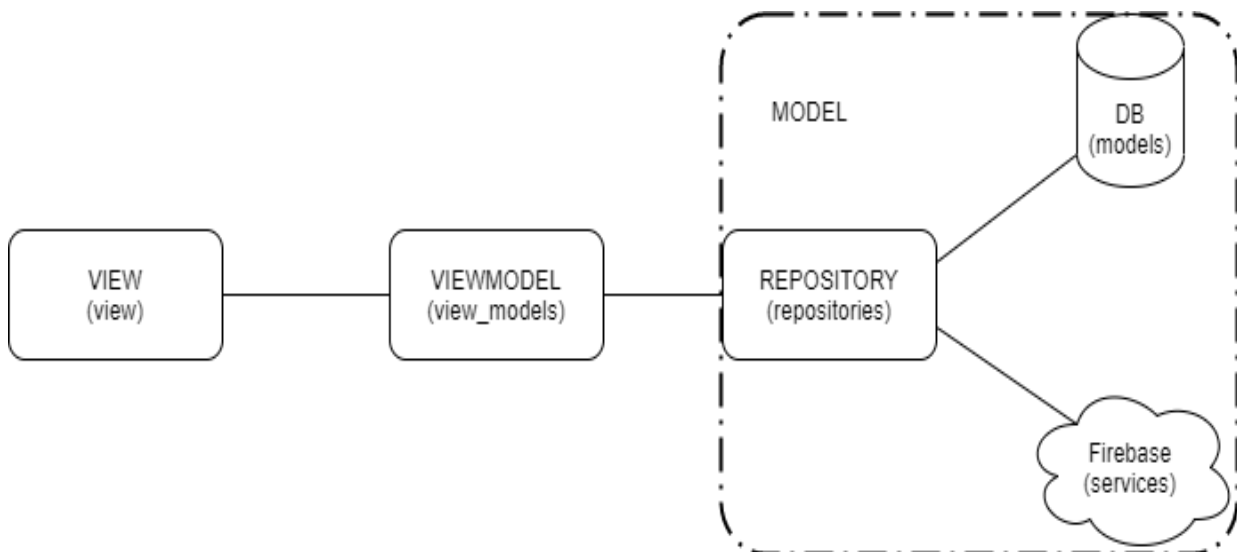 MODEL
DB
(models)
VIEW
(view)
VIEWMODEL
(view_models)
REPOSITORY
(repositories)
Firebase
(services)